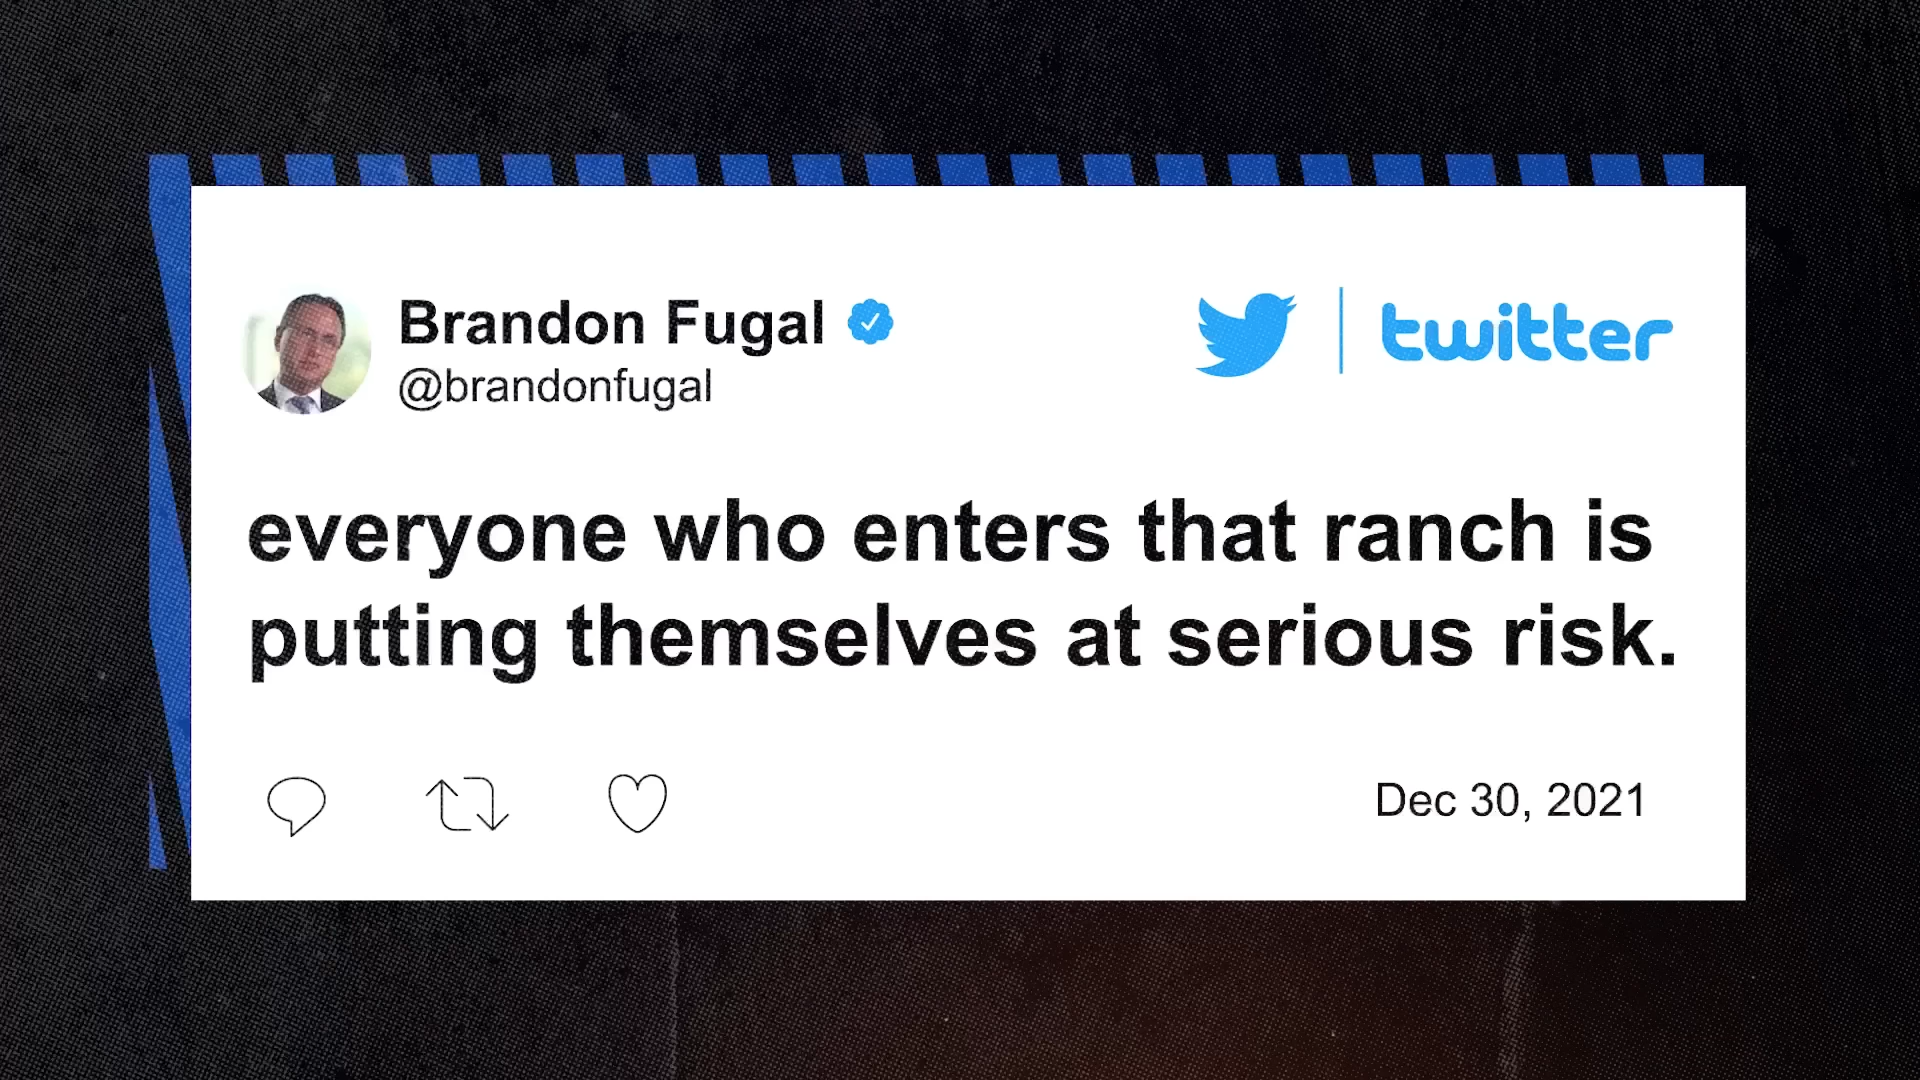 Brandon Fugal
@brandonfugal
twitter
everyone who enters that ranch is
putting themselves at serious risk.
Dec 30, 2021